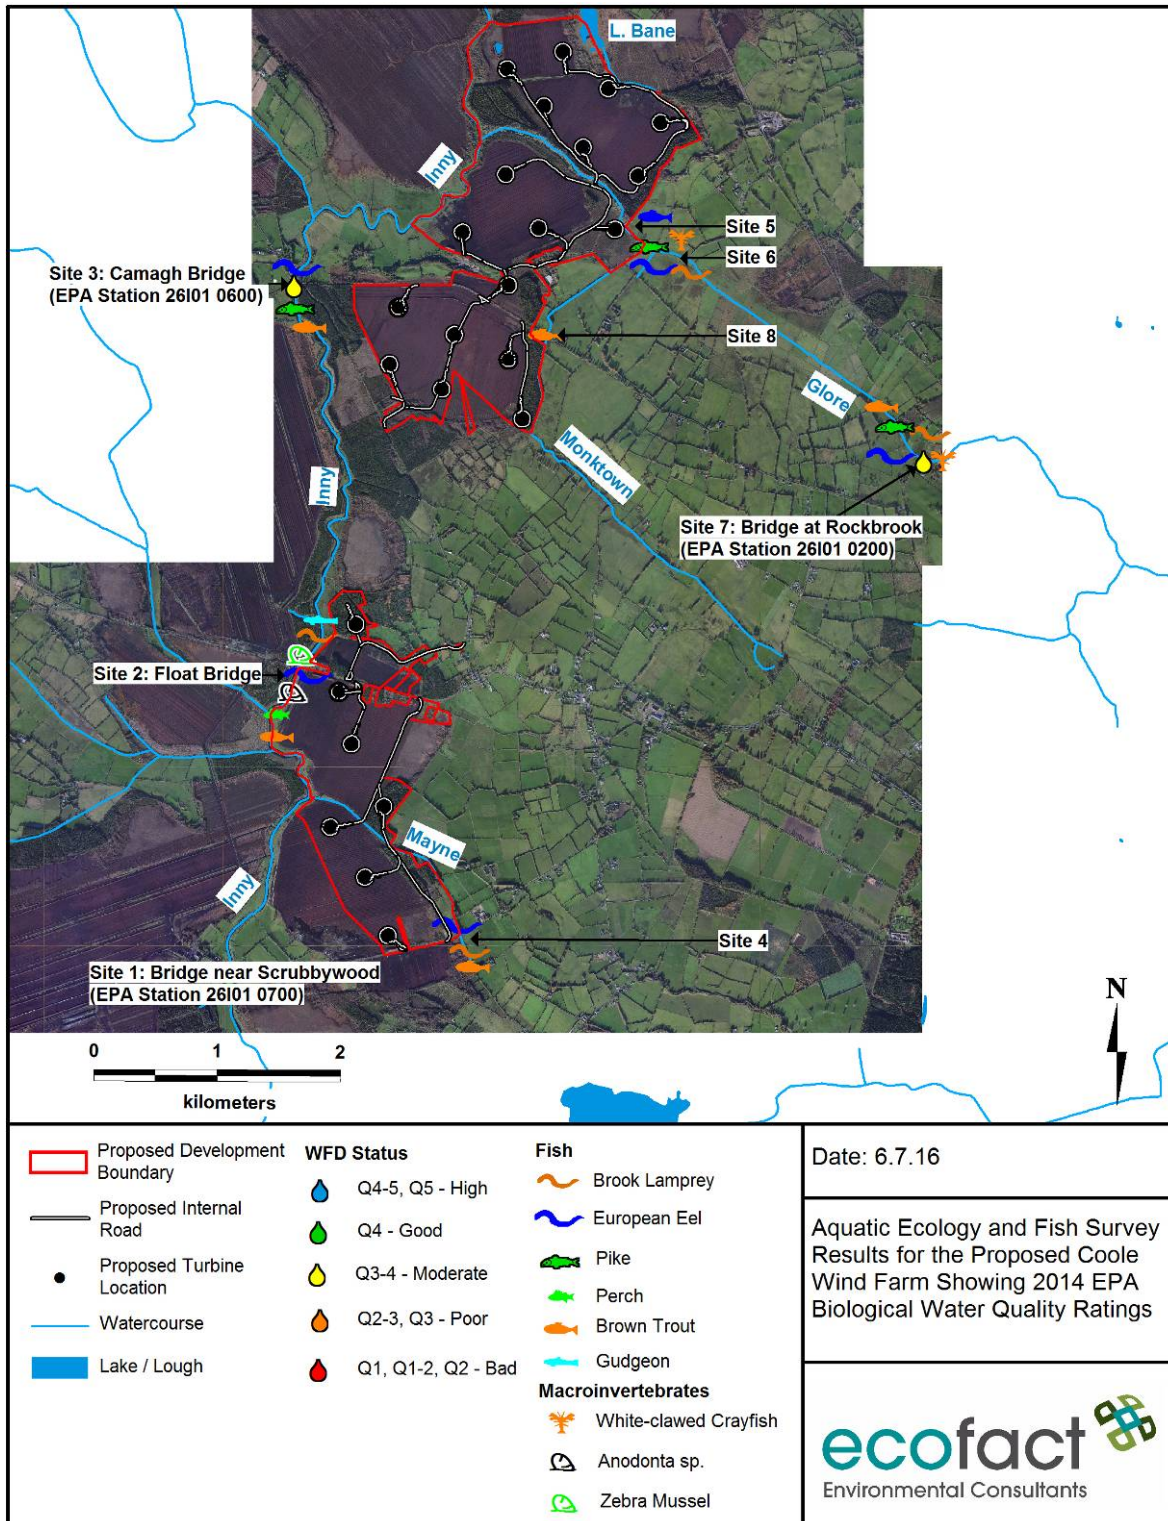 L. Bane
Inny
Site 5
Site 6
Site 3: Camagh Bridge
(EPA Station 26I01 0600)
Site 8
Glore
Monktown
Inny
Site 7: Bridge at Rockbrook
(EPA Station 26I01 0200)
Site 2: Float Bridge
Mayne
Inny
Site 4
Site 1: Bridge near Scrubbywood
(EPA Station 26I01 0700)
N
0 1 2
kilometers
Proposed Development
Boundary
Proposed Internal
Road
Proposed Turbine
Location
Watercourse
Lake / Lough
WFD Status
Q4-5, Q5 - High
Q4 - Good
Q3-4 - Moderate
Q2-3, Q3 - Poor
Q1, Q1-2, Q2 - Bad
Fish
Brook Lamprey
European Eel
Pike
Perch
Brown Trout
Gudgeon
Macroinvertebrates
White-clawed Crayfish
Anodonta sp.
Zebra Mussel
Date: 6.7.16
Aquatic Ecology and Fish Survey
Results for the Proposed Coole
Wind Farm Showing 2014 EPA
Biological Water Quality Ratings
ecofact
Environmental Consultants